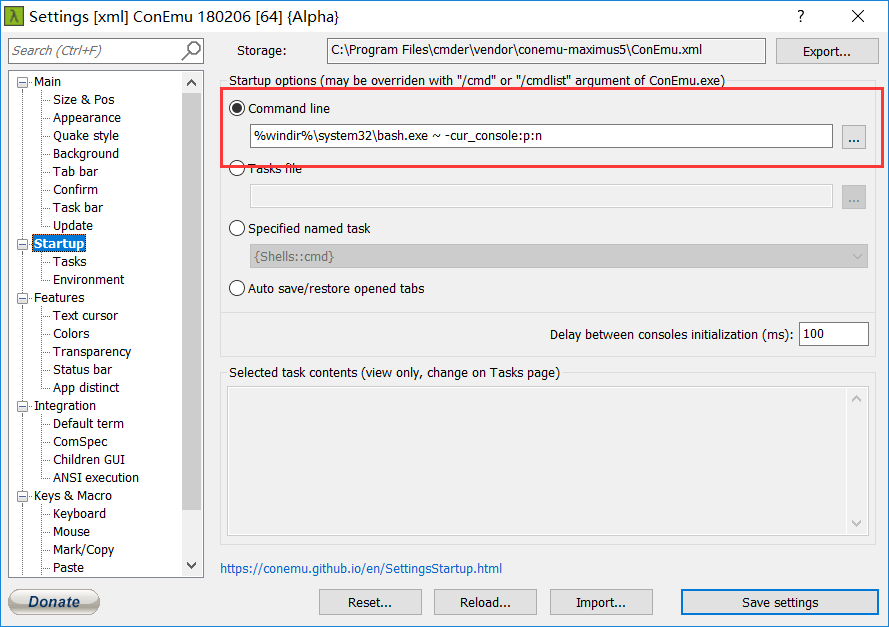 Settings [xml] ConEmu 180206 [64] {Alpha}
?
Search (Ctrl+F)
Storage:
C:\Program Files\cmder\vendor\conemu-maximus5\ConEmu.xml
Export...
Main
Size & Pos
Appearance
Quake style
Background
Tab bar
Confirm
Task bar
Update
Startup
Tasks
Environment
Features
Text cursor
Colors
Transparency
Status bar
App distinct
Integration
Default term
ComSpec
Children GUI
ANSI execution
Keys & Macro
Keyboard
Mouse
Mark/Copy
Paste
Startup options (may be overriden with "/cmd" or "/cmdlist" argument of ConEmu.exe)
Command line
%windir%\system32\bash.exe ~ -cur_console:p:n
...
Tasks file
...
Specified named task
{Shells::cmd}
Auto save/restore opened tabs
Delay between consoles initialization (ms):
100
Selected task contents (view only, change on Tasks page)
https://conemu.github.io/en/SettingsStartup.html
Donate
Reset...
Reload...
Import...
Save settings